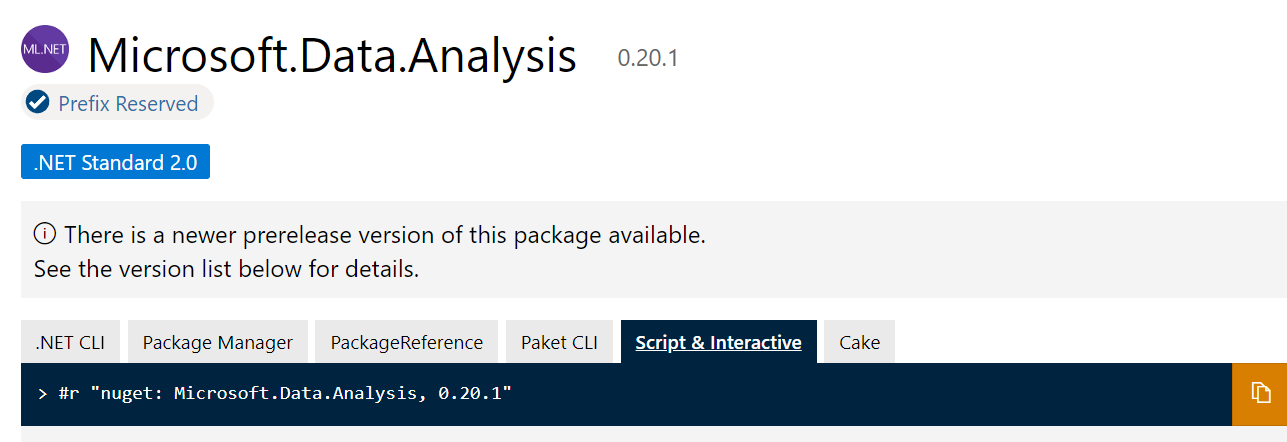 ML.NET
Microsoft.Data.Analysis 0.20.1
Prefix Reserved
.NET Standard 2.0
There is a newer prerelease version of this package available.
See the version list below for details.
.NET CLI Package Manager PackageReference Paket CLI Script & Interactive Cake
> #r "nuget: Microsoft.Data.Analysis, 0.20.1"